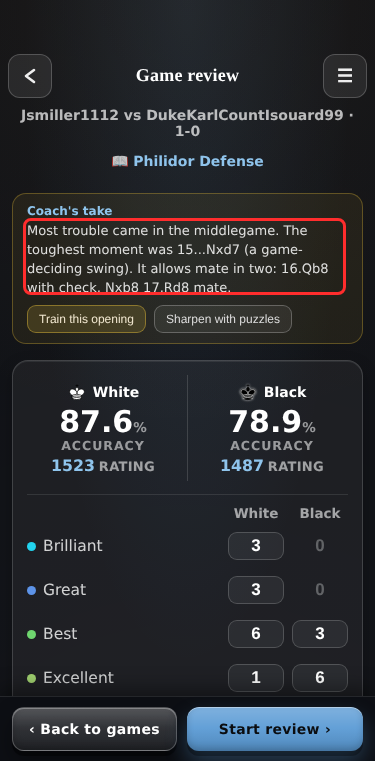 Game review
Jsmiller1112 vs DukeKarlCountIsouard99 ·
1-0
📖 Philidor Defense
Coach's take
Most trouble came in the middlegame. The
toughest moment was 15...Nxd7 (a game-
deciding swing). It allows mate in two: 16.Qb8
with check, Nxb8 17.Rd8 mate.
Train this opening
Sharpen with puzzles
White
Black
87.6%
78.9%
ACCURACY
ACCURACY
1523 RATING
1487 RATING
White Black
Brilliant 3 0
Great 3 0
Best 6 3
Excellent 1 6
‹ Back to games
Start review ›